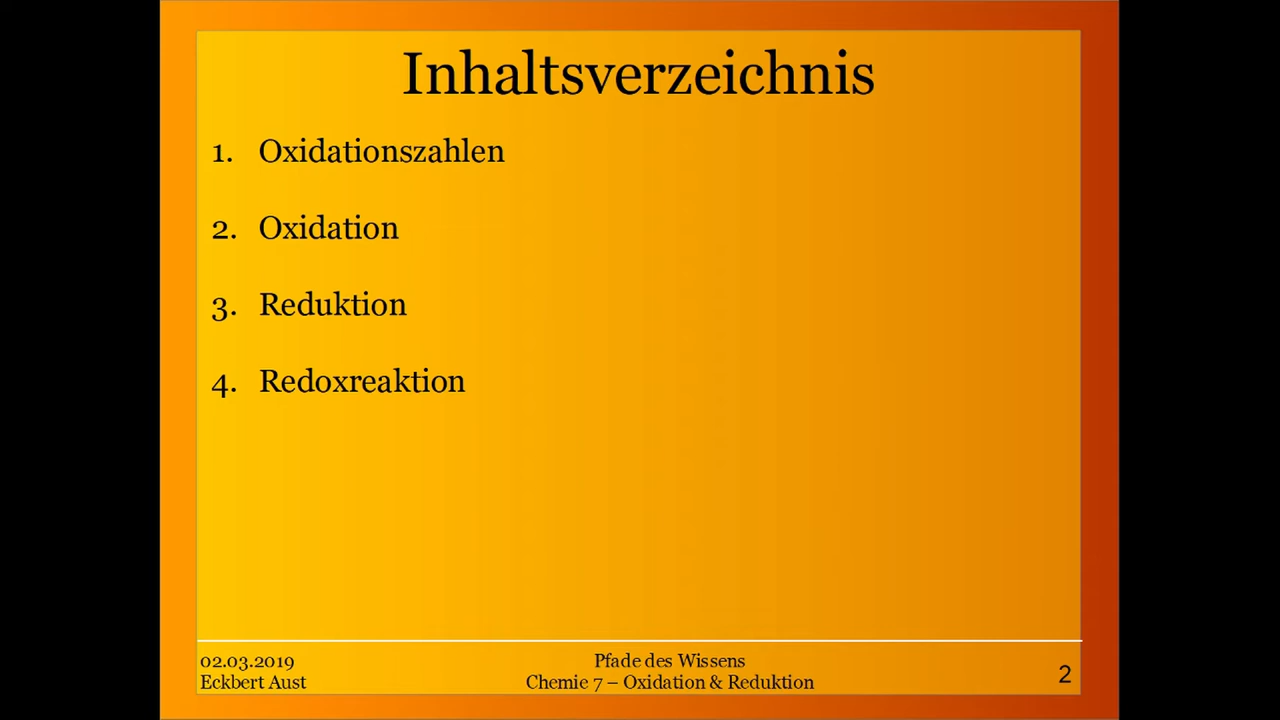 Inhaltsverzeichnis
1. Oxidationszahlen
2. Oxidation
3. Reduktion
4. Redoxreaktion
02.03.2019
Eckbert Aust
Pfade des Wissens
Chemie 7 – Oxidation & Reduktion
2